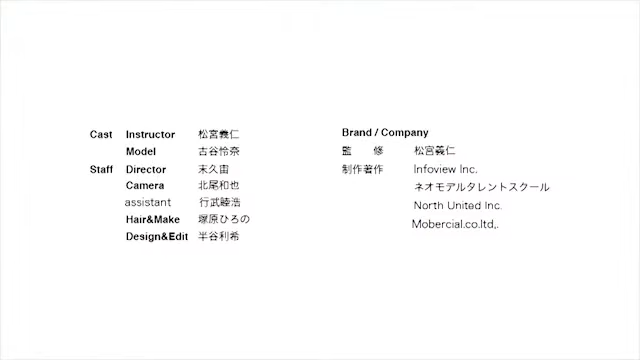 Cast Instructor 松宮義仁
Model 古谷怜奈
Staff Director 末久宙
Camera 北尾和也
assistant 行武睦浩
Hair&Make 塚原ひろの
Design&Edit 半谷利希
Brand / Company
監 修 松宮義仁
制作著作 Infoview Inc.
ネオモデルタレントスクール
North United Inc.
Mobercial.co.ltd,.